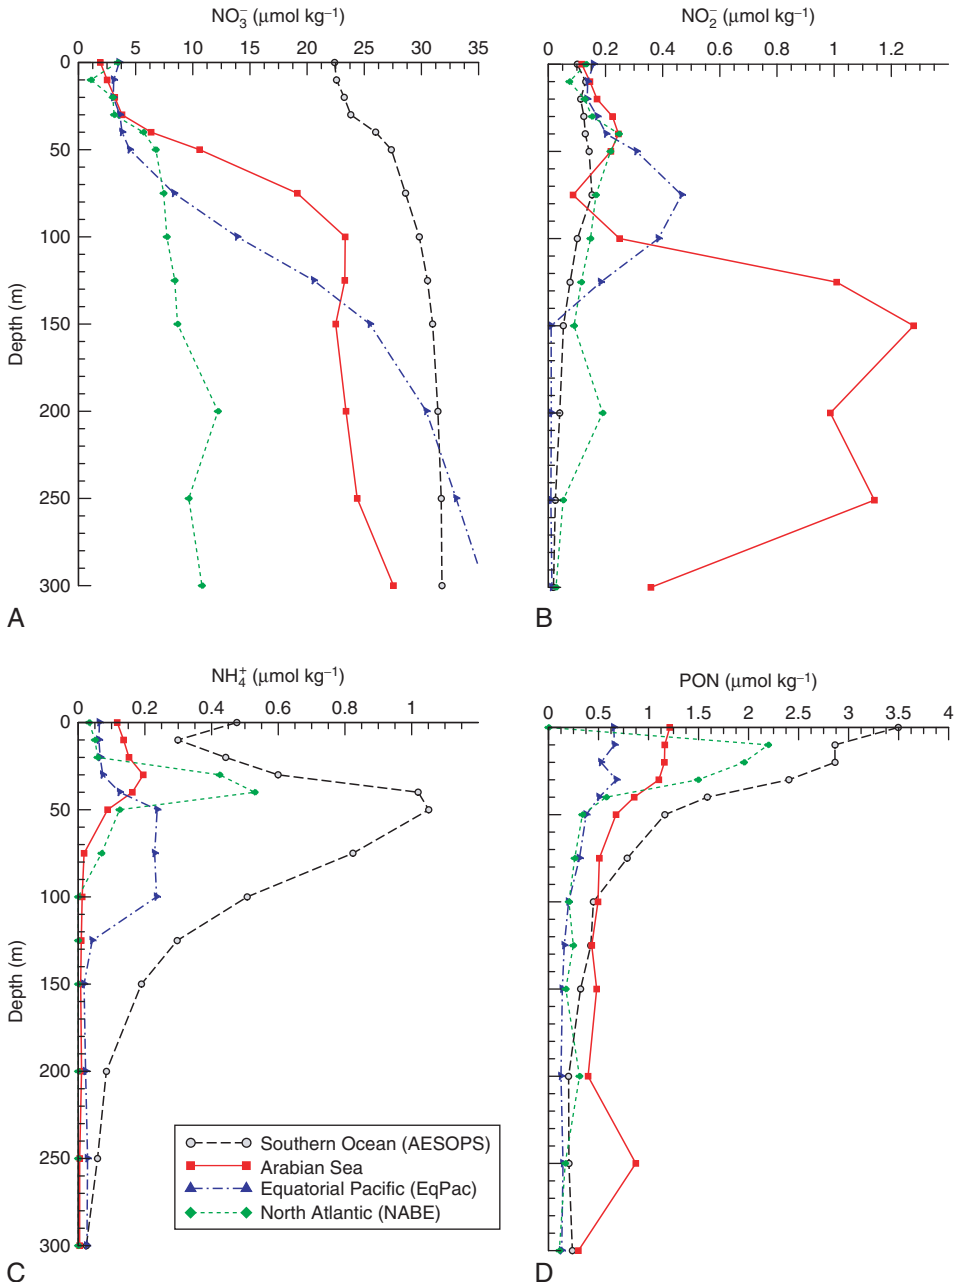 NO₃⁻ (μmol kg⁻¹)
0 5 10 15 20 25 30 35
0
50
100
150
200
250
300
Depth (m)
A
NO₂⁻ (μmol kg⁻¹)
0 0.2 0.4 0.6 0.8 1 1.2
B
NH₄⁺ (μmol kg⁻¹)
0 0.2 0.4 0.6 0.8 1
0
50
100
150
200
250
300
Depth (m)
Southern Ocean (AESOPS)
Arabian Sea
Equatorial Pacific (EqPac)
North Atlantic (NABE)
C
PON (μmol kg⁻¹)
0 0.5 1 1.5 2 2.5 3 3.5 4
D